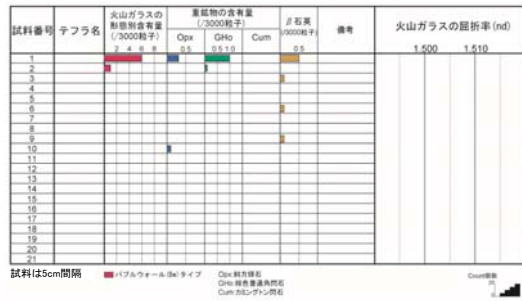 試料番号 テフラ名 火山ガラスの形態別含有量(/3000粒子) 重鉱物の含有量(/3000粒子) β石英(/3000粒子) 備考 火山ガラスの屈折率(nd)
Opx GHo Cum
2 4 6 8 0.5 0.5 1.0 0.5 1.500 1.510
1
2
3
4
5
6
7
8
9
10
11
12
13
14
15
16
17
18
19
20
21
試料は5cm間隔
バブルウォール(Bw)タイプ
Opx:斜方輝石
GHo:緑色普通角閃石
Cum:カミングトン閃石
Count個数